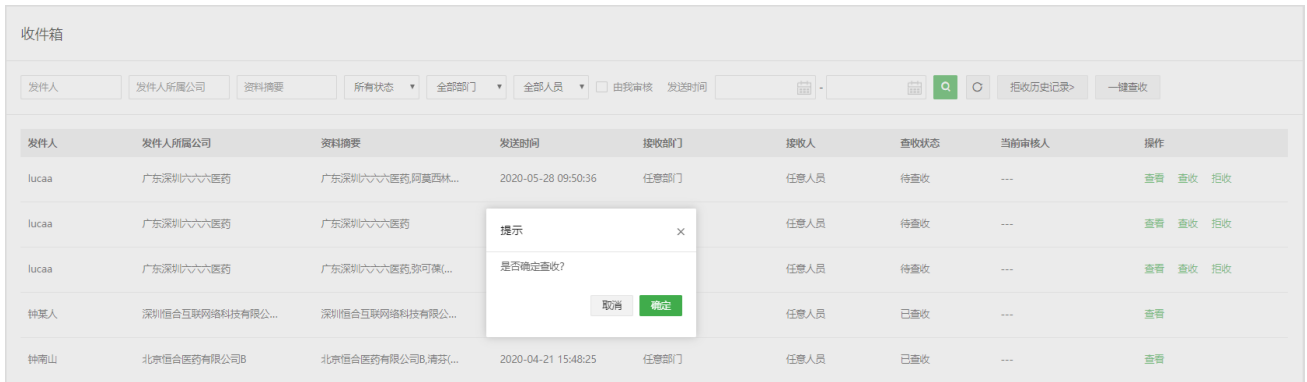 收件箱
发件人 发件人所属公司 资料摘要 所有状态 全部部门 全部人员 由我审核 发送时间 - 拒收历史记录> 一键查收
发件人 发件人所属公司 资料摘要 发送时间 接收部门 接收人 查收状态 当前审核人 操作
lucaa 广东深圳六六六医药 广东深圳六六六医药,阿莫西林... 2020-05-28 09:50:36 任意部门 任意人员 待查收 --- 查看 查收 拒收
lucaa 广东深圳六六六医药 广东深圳六六六医药 任意人员 待查收 --- 查看 查收 拒收
提示 ×
lucaa 广东深圳六六六医药 广东深圳六六六医药,弥可葆(... 任意人员 待查收 --- 查看 查收 拒收
是否确定查收?
取消 确定
钟某人 深圳恒合互联网络科技有限公... 深圳恒合互联网络科技有限公... 任意人员 已查收 --- 查看
钟南山 北京恒合医药有限公司B 北京恒合医药有限公司B,清芬(... 2020-04-21 15:48:25 任意部门 任意人员 已查收 --- 查看